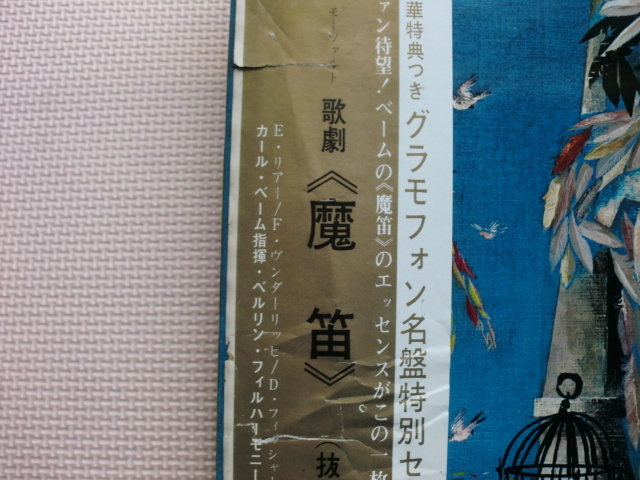 華特典つき グラモフォン名盤特別セ
ァン待望!ベームの《魔笛》のエッセンスがこの一枚
モーツァルト
歌劇《魔笛》(抜
E・リアー/F・ヴンダーリッヒ/D・フィッシャー
カール・ベーム指揮・ベルリン・フィルハーモニー